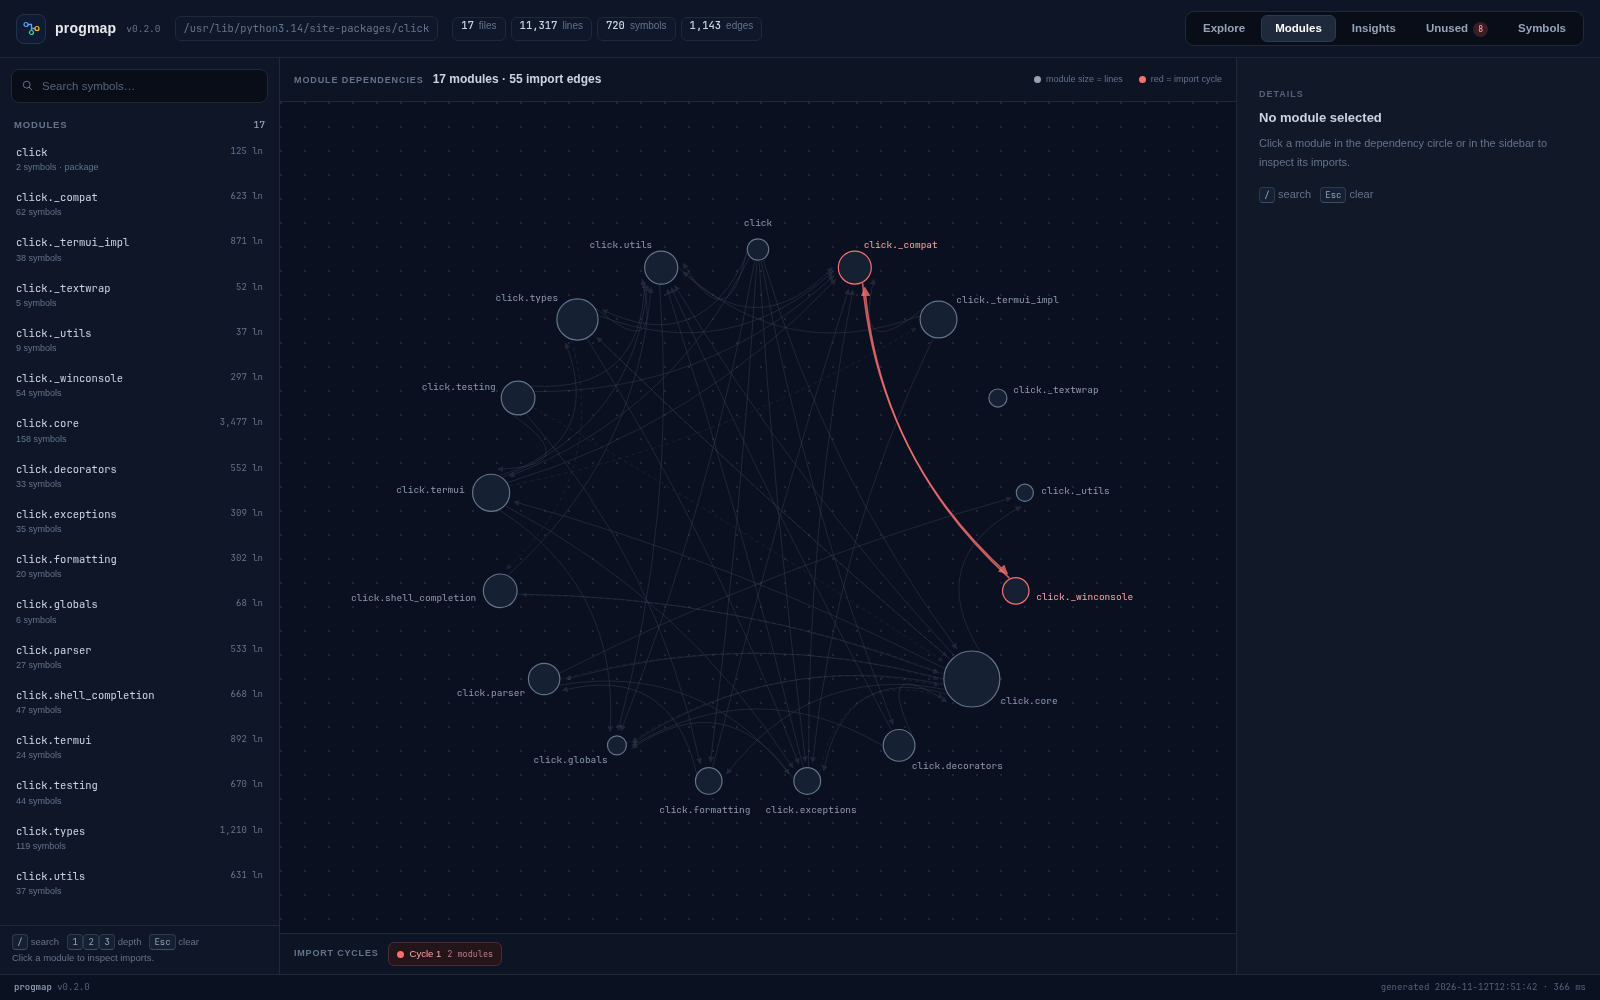 progmap v0.2.0 /usr/lib/python3.14/site-packages/click 17 files 11,317 lines 720 symbols 1,143 edges Explore Modules Insights Unused 8 Symbols
Search symbols…
MODULES 17
click 125 ln
2 symbols · package
click._compat 623 ln
62 symbols
click._termui_impl 871 ln
38 symbols
click._textwrap 52 ln
5 symbols
click._utils 37 ln
9 symbols
click._winconsole 297 ln
54 symbols
click.core 3,477 ln
158 symbols
click.decorators 552 ln
33 symbols
click.exceptions 309 ln
35 symbols
click.formatting 302 ln
20 symbols
click.globals 68 ln
6 symbols
click.parser 533 ln
27 symbols
click.shell_completion 668 ln
47 symbols
click.termui 892 ln
24 symbols
click.testing 670 ln
44 symbols
click.types 1,210 ln
119 symbols
click.utils 631 ln
37 symbols
/ search 1 2 3 depth Esc clear
Click a module to inspect imports.
MODULE DEPENDENCIES 17 modules · 55 import edges module size = lines red = import cycle
click
click.utils
click._compat
click.types
click._termui_impl
click.testing
click._textwrap
click.termui
click._utils
click.shell_completion
click._winconsole
click.parser
click.core
click.globals
click.decorators
click.formatting
click.exceptions
IMPORT CYCLES Cycle 1 2 modules
DETAILS
No module selected
Click a module in the dependency circle or in the sidebar to
inspect its imports.
/ search Esc clear
progmap v0.2.0 generated 2026-11-12T12:51:42 · 366 ms